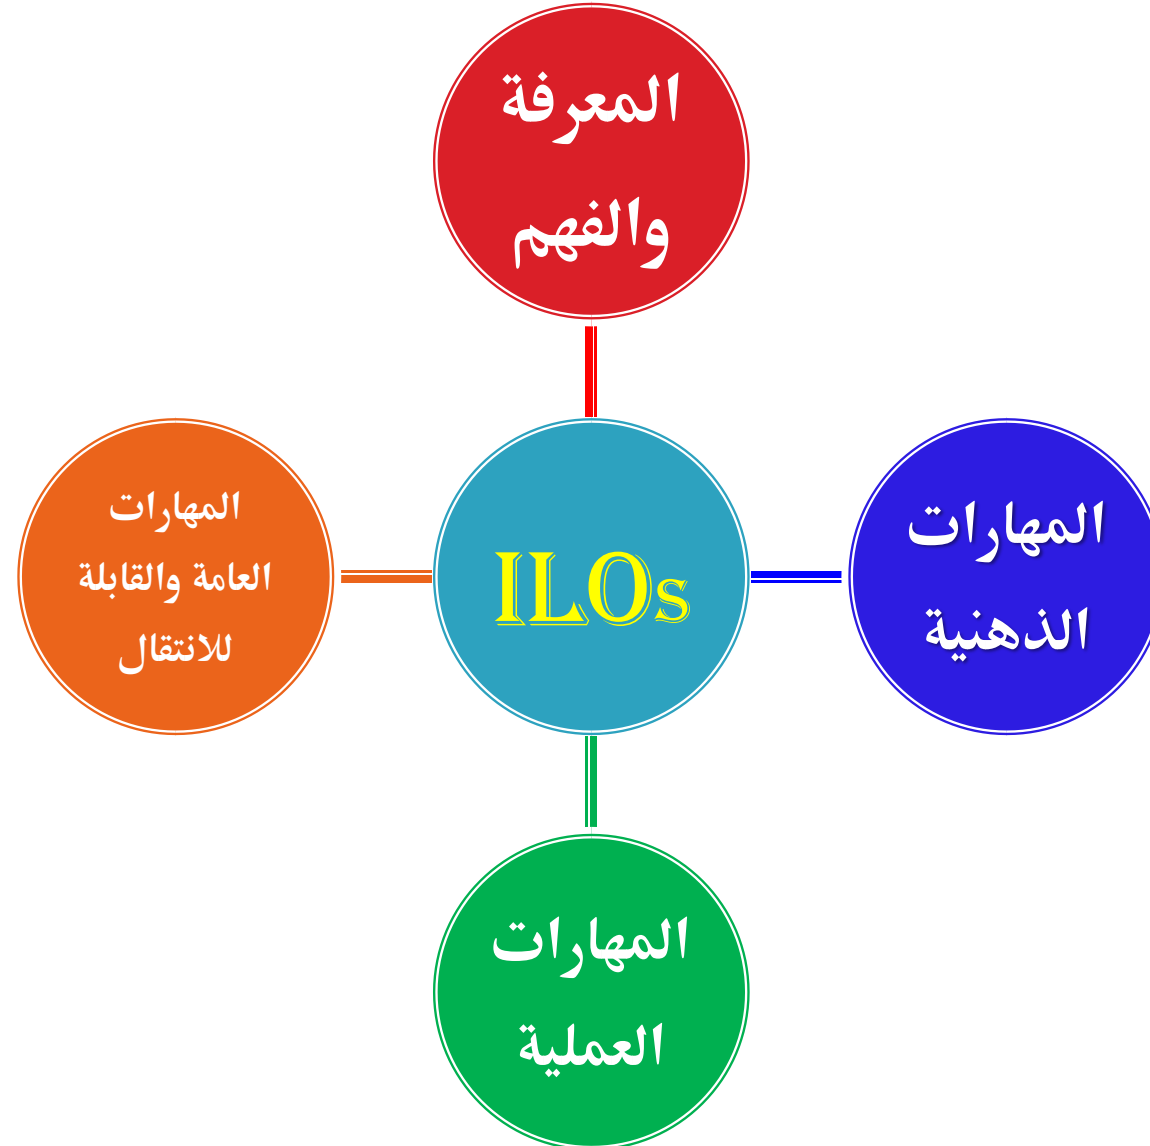 المعرفة
والفهم
المهارات
الذهنية
ILOs
المهارات
العامة والقابلة
للانتقال
المهارات
العملية